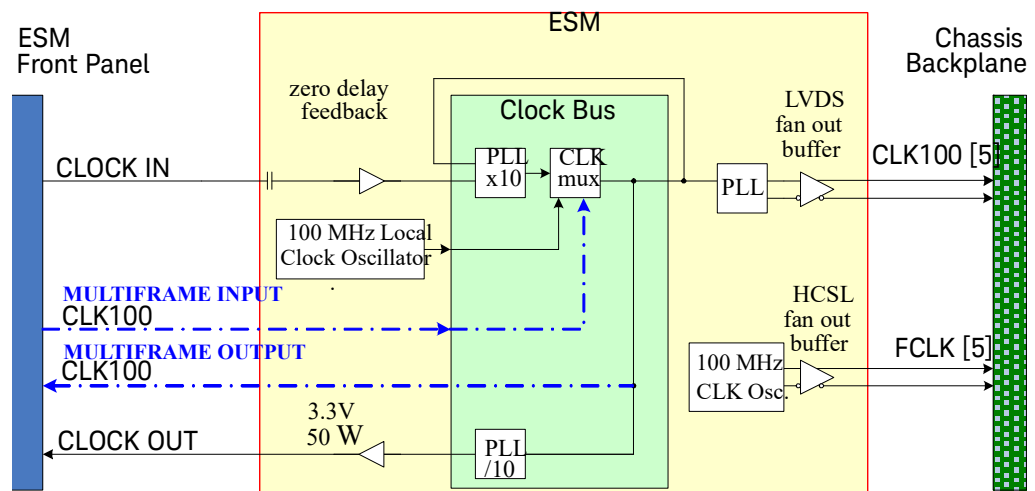 ESM
ESM
Front Panel
Chassis
Backplane
zero delay
feedback
Clock Bus
LVDS
fan out
buffer
CLOCK IN
PLL
x10
CLK
mux
PLL
CLK100 [5]
100 MHz Local
Clock Oscillator
.
MULTIFRAME INPUT
CLK100
MULTIFRAME OUTPUT
CLK100
HCSL
fan out
buffer
100 MHz
CLK Osc.
FCLK [5]
3.3V
50 W
CLOCK OUT
PLL
/10